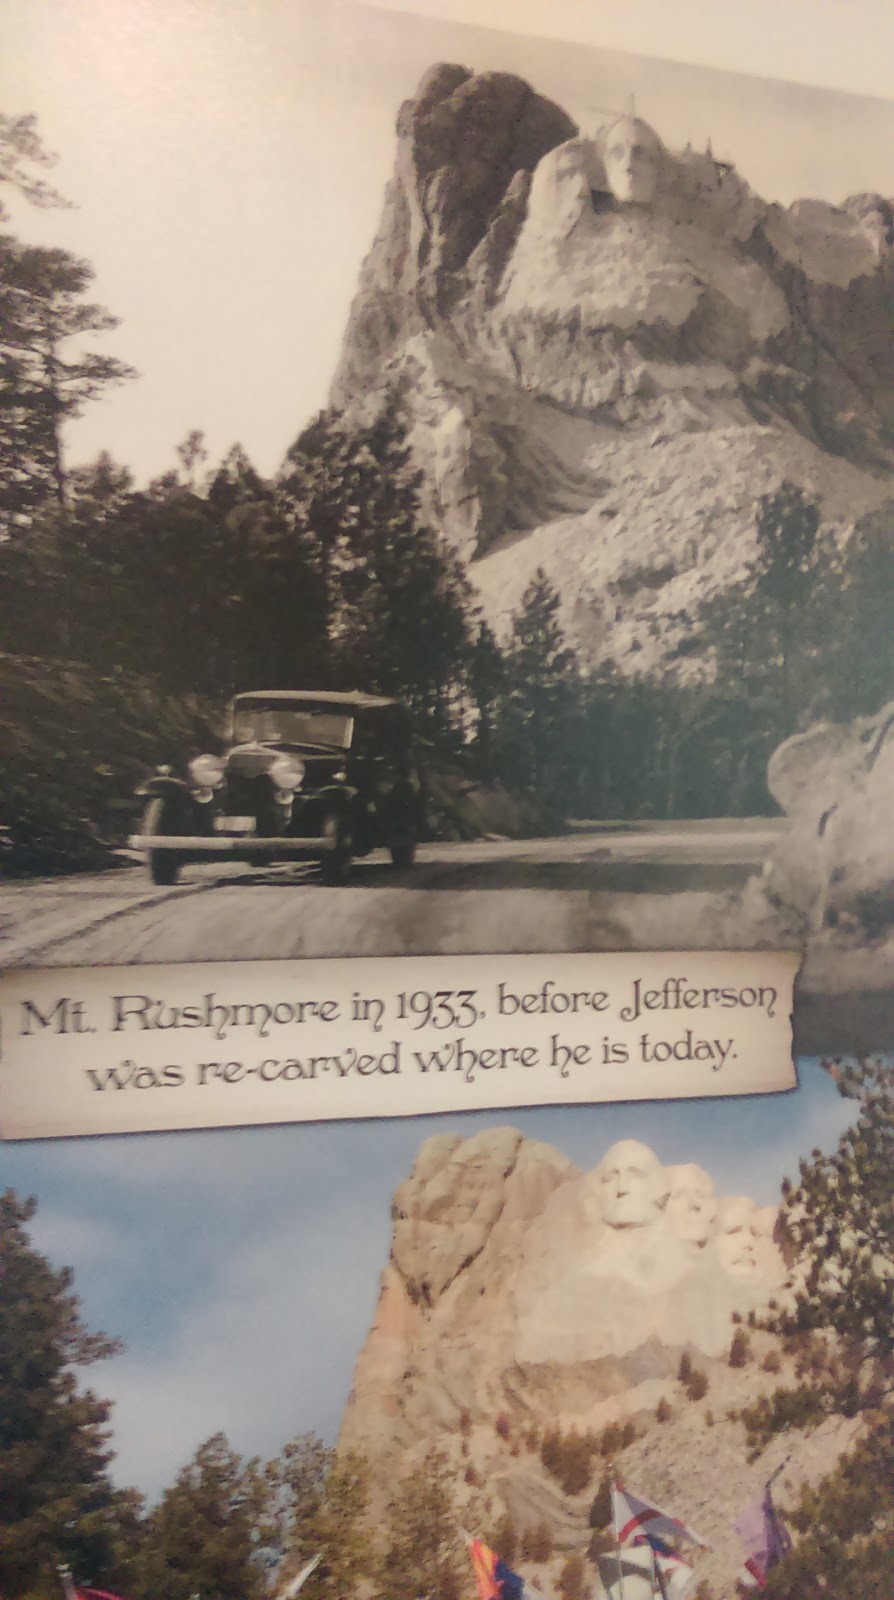 Mt. Rushmore in 1933, before Jefferson
was re-carved where he is today.